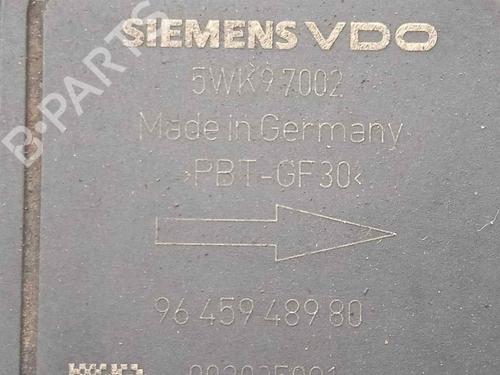 SIEMENS VDO
5WK9 7002
Made in Germany
>PBT-GF30<
96 459 489 80
B-PARTS